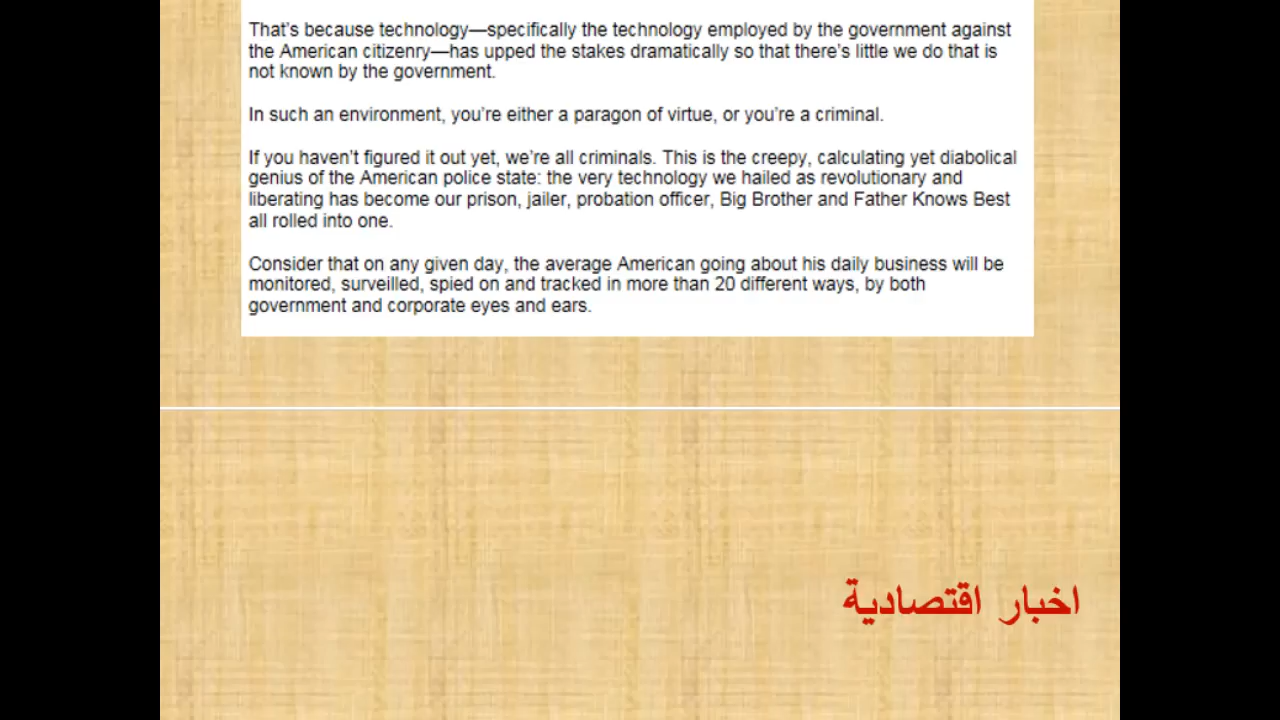 That’s because technology—specifically the technology employed by the government against
the American citizenry—has upped the stakes dramatically so that there’s little we do that is
not known by the government.
In such an environment, you’re either a paragon of virtue, or you’re a criminal.
If you haven’t figured it out yet, we’re all criminals. This is the creepy, calculating yet diabolical
genius of the American police state: the very technology we hailed as revolutionary and
liberating has become our prison, jailer, probation officer, Big Brother and Father Knows Best
all rolled into one.
Consider that on any given day, the average American going about his daily business will be
monitored, surveilled, spied on and tracked in more than 20 different ways, by both
government and corporate eyes and ears.
اخبار اقتصادية